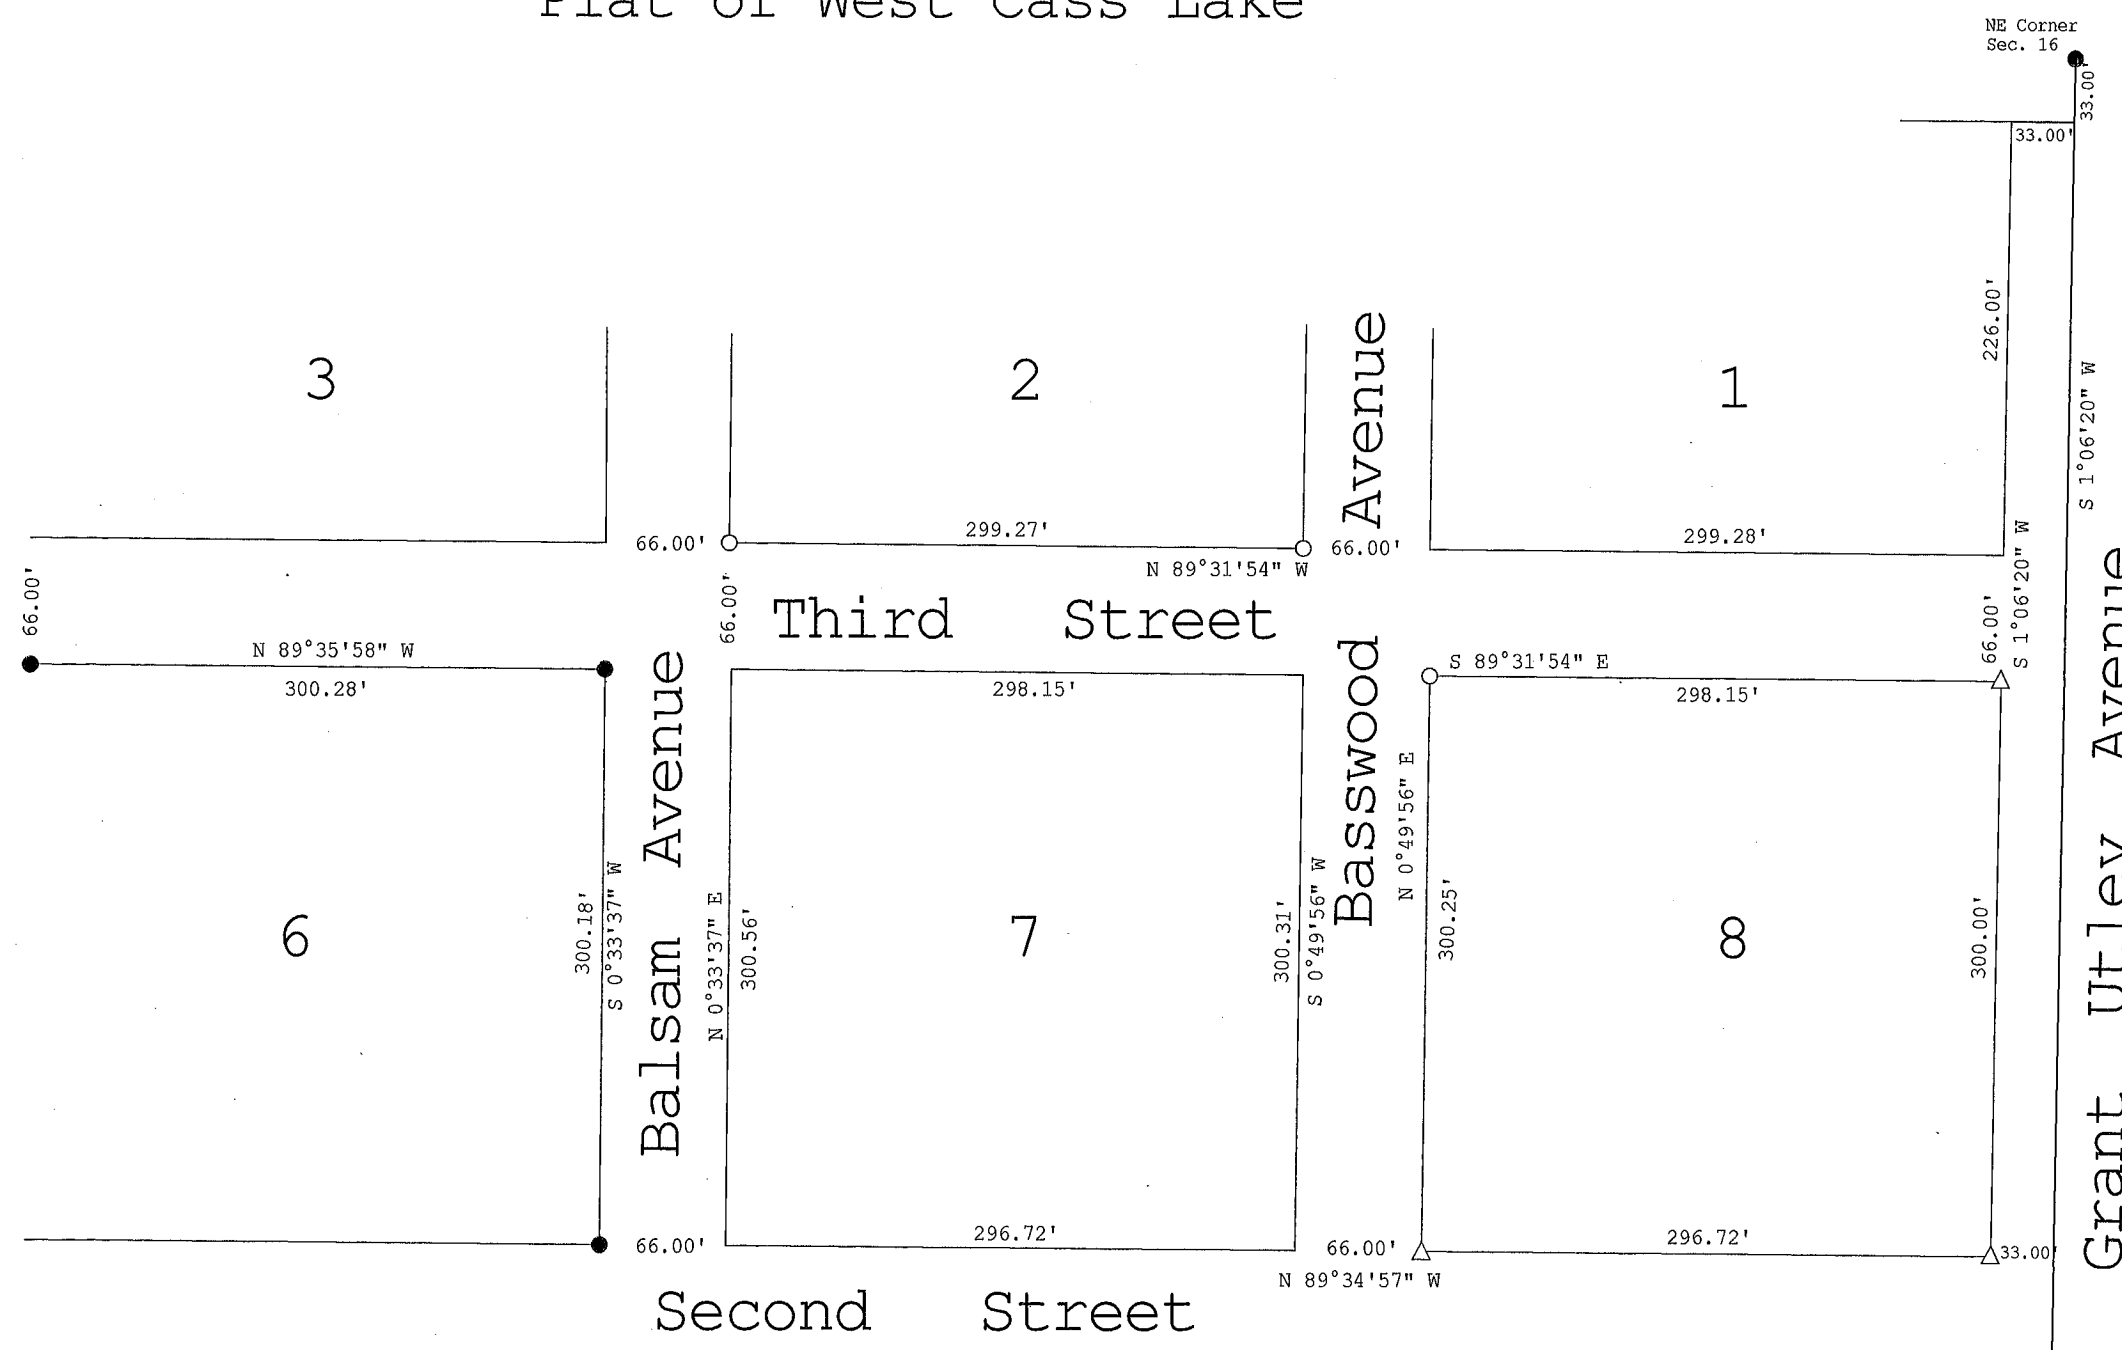 Plat of West Cass Lake
NE Corner
Sec. 16
33.00'
33.00'
226.00'
S 1°06'20" W
3
2
1
Avenue
299.27'
299.28'
66.00'
66.00'
N 89°31'54" W
66.00'
66.00'
Third Street
66.00'
S 1°06'20" W
N 89°35'58" W
300.28'
298.15'
S 89°31'54" E
298.15'
Balsam Avenue
Basswood
N 0°49'56" E
6
300.18'
S 0°33'37" W
N 0°33'37" E
300.56'
7
300.31'
S 0°49'56" W
300.25'
8
300.00'
Grant Utley Avenue
66.00'
296.72'
66.00'
296.72'
33.00'
N 89°34'57" W
Second Street